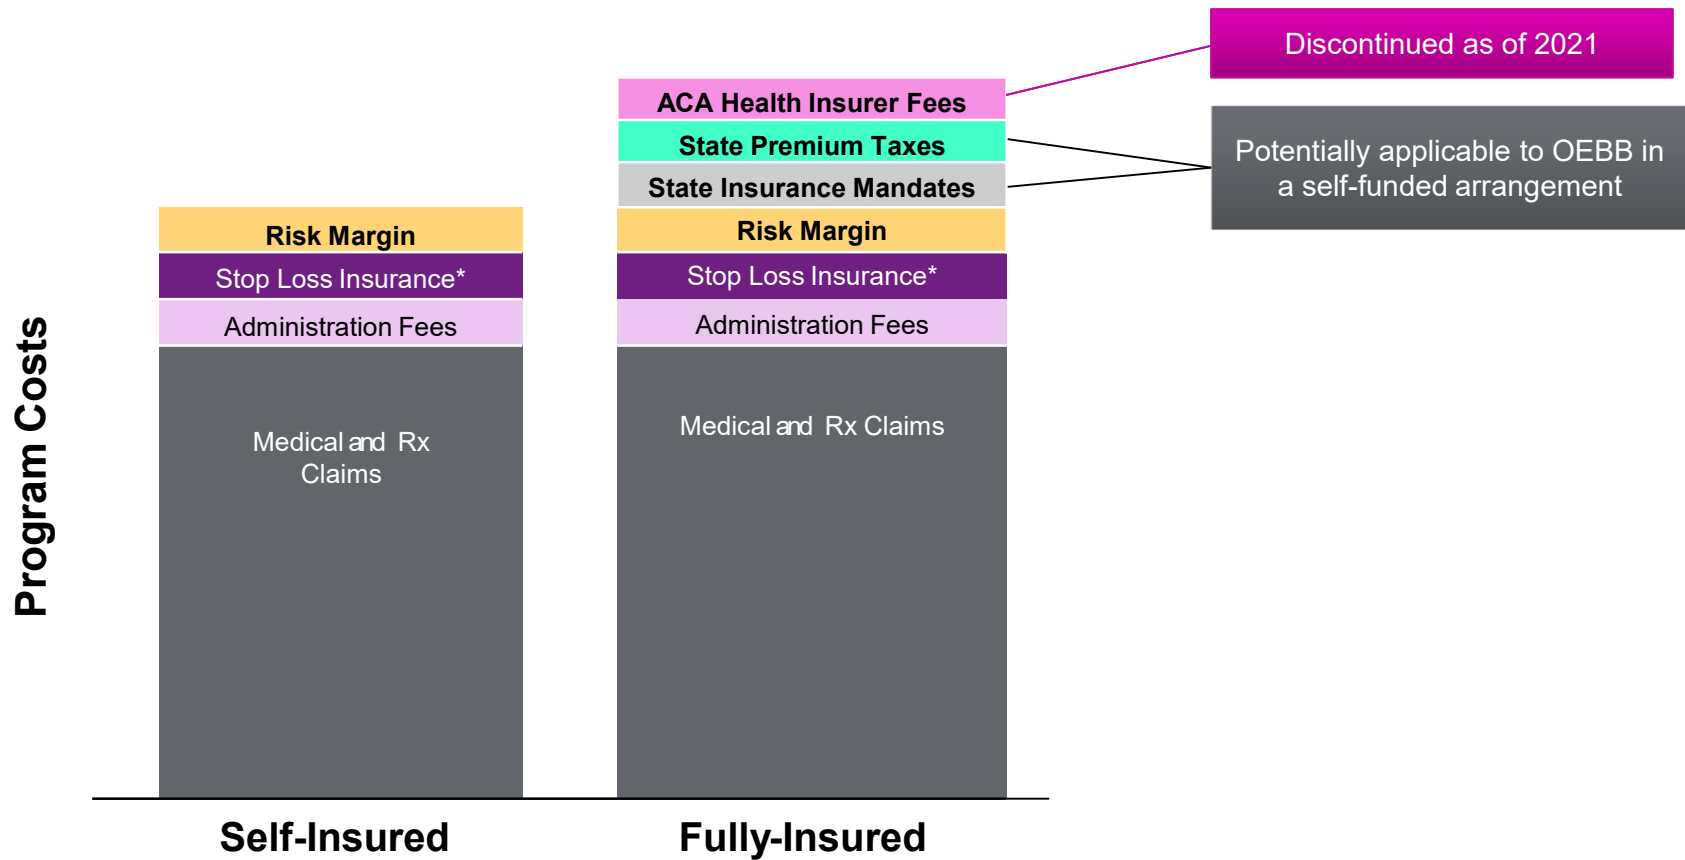 Discontinued as of 2021
ACA Health Insurer Fees
State Premium Taxes
State Insurance Mandates
Potentially applicable to OEBB in
a self-funded arrangement
Risk Margin
Stop Loss Insurance*
Administration Fees
Medical and Rx
Claims
Risk Margin
Stop Loss Insurance*
Administration Fees
Medical and Rx Claims
Program Costs
Self-Insured
Fully-Insured